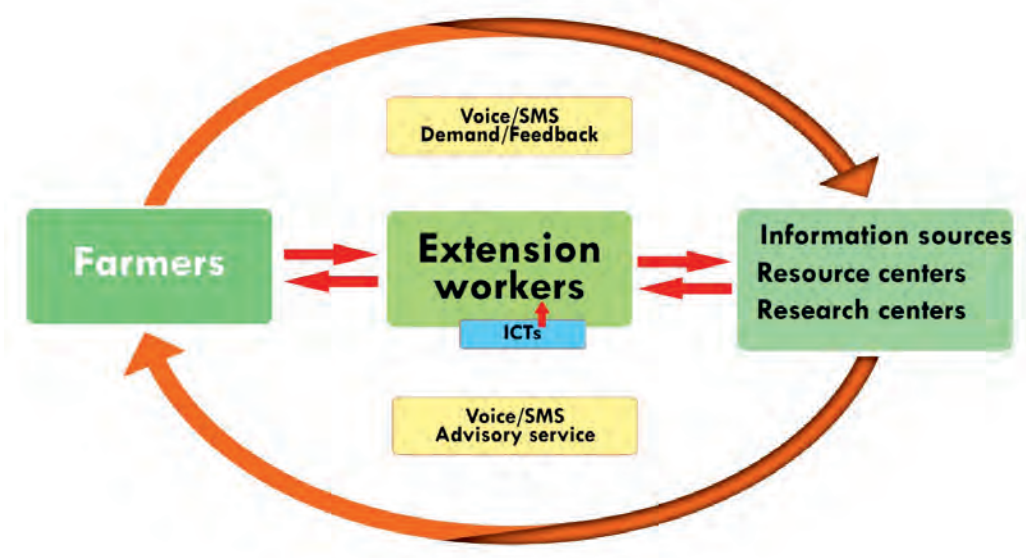 Voice/SMS
Demand/Feedback
Farmers
Extension
workers
ICTs
Information sources
Resource centers
Research centers
Voice/SMS
Advisory service